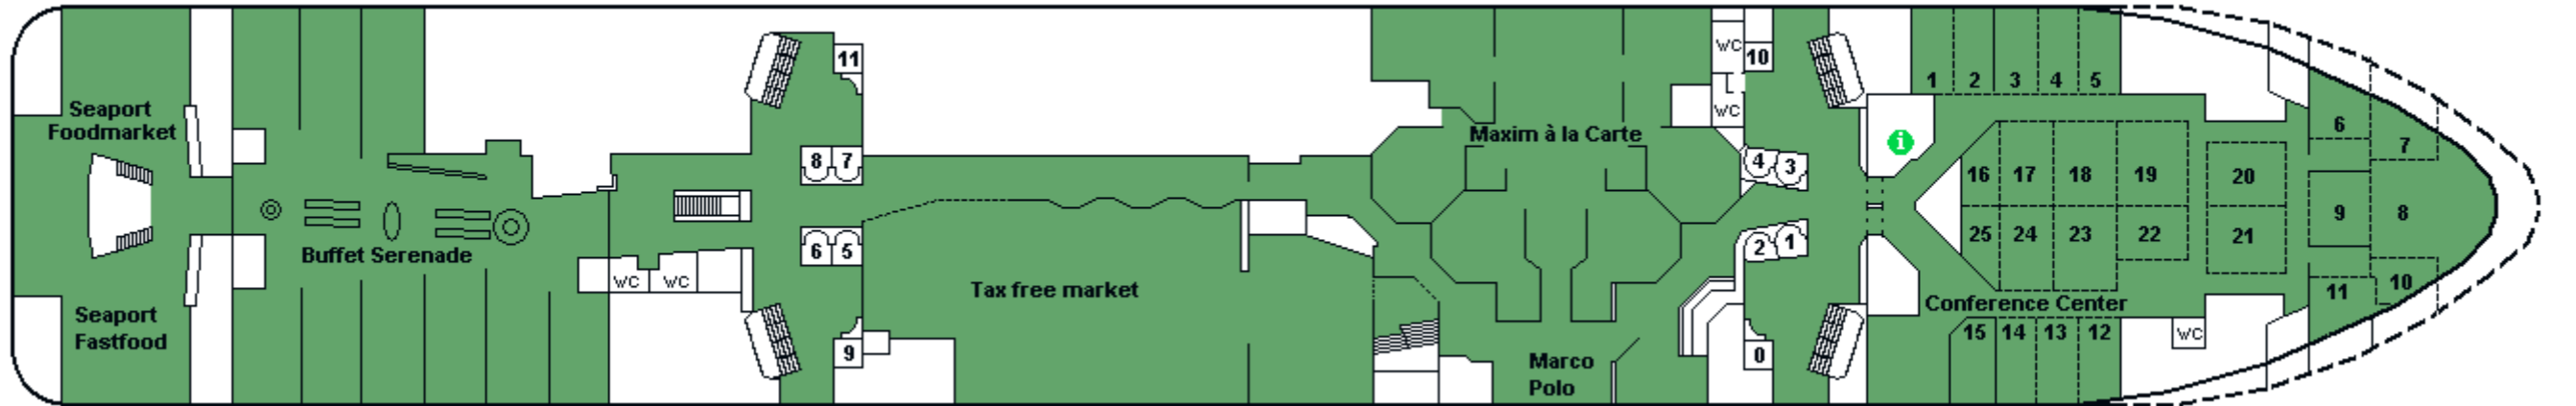 Seaport
Foodmarket
Seaport
Fastfood
Buffet Serenade
WC WC
11
8 7
6 5
9
Tax free market
Maxim à la Carte
Marco
Polo
WC
WC
10
4 3
2 1
0
i
1 2 3 4 5
6
7
16 17 18 19 20
9 8
25 24 23 22 21
10
11
Conference Center
15 14 13 12
WC